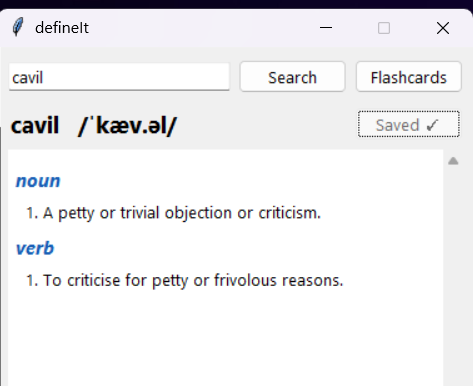 defineIt
cavil
Search
Flashcards
cavil /ˈkæv.əl/
Saved ✓
noun
1. A petty or trivial objection or criticism.
verb
1. To criticise for petty or frivolous reasons.